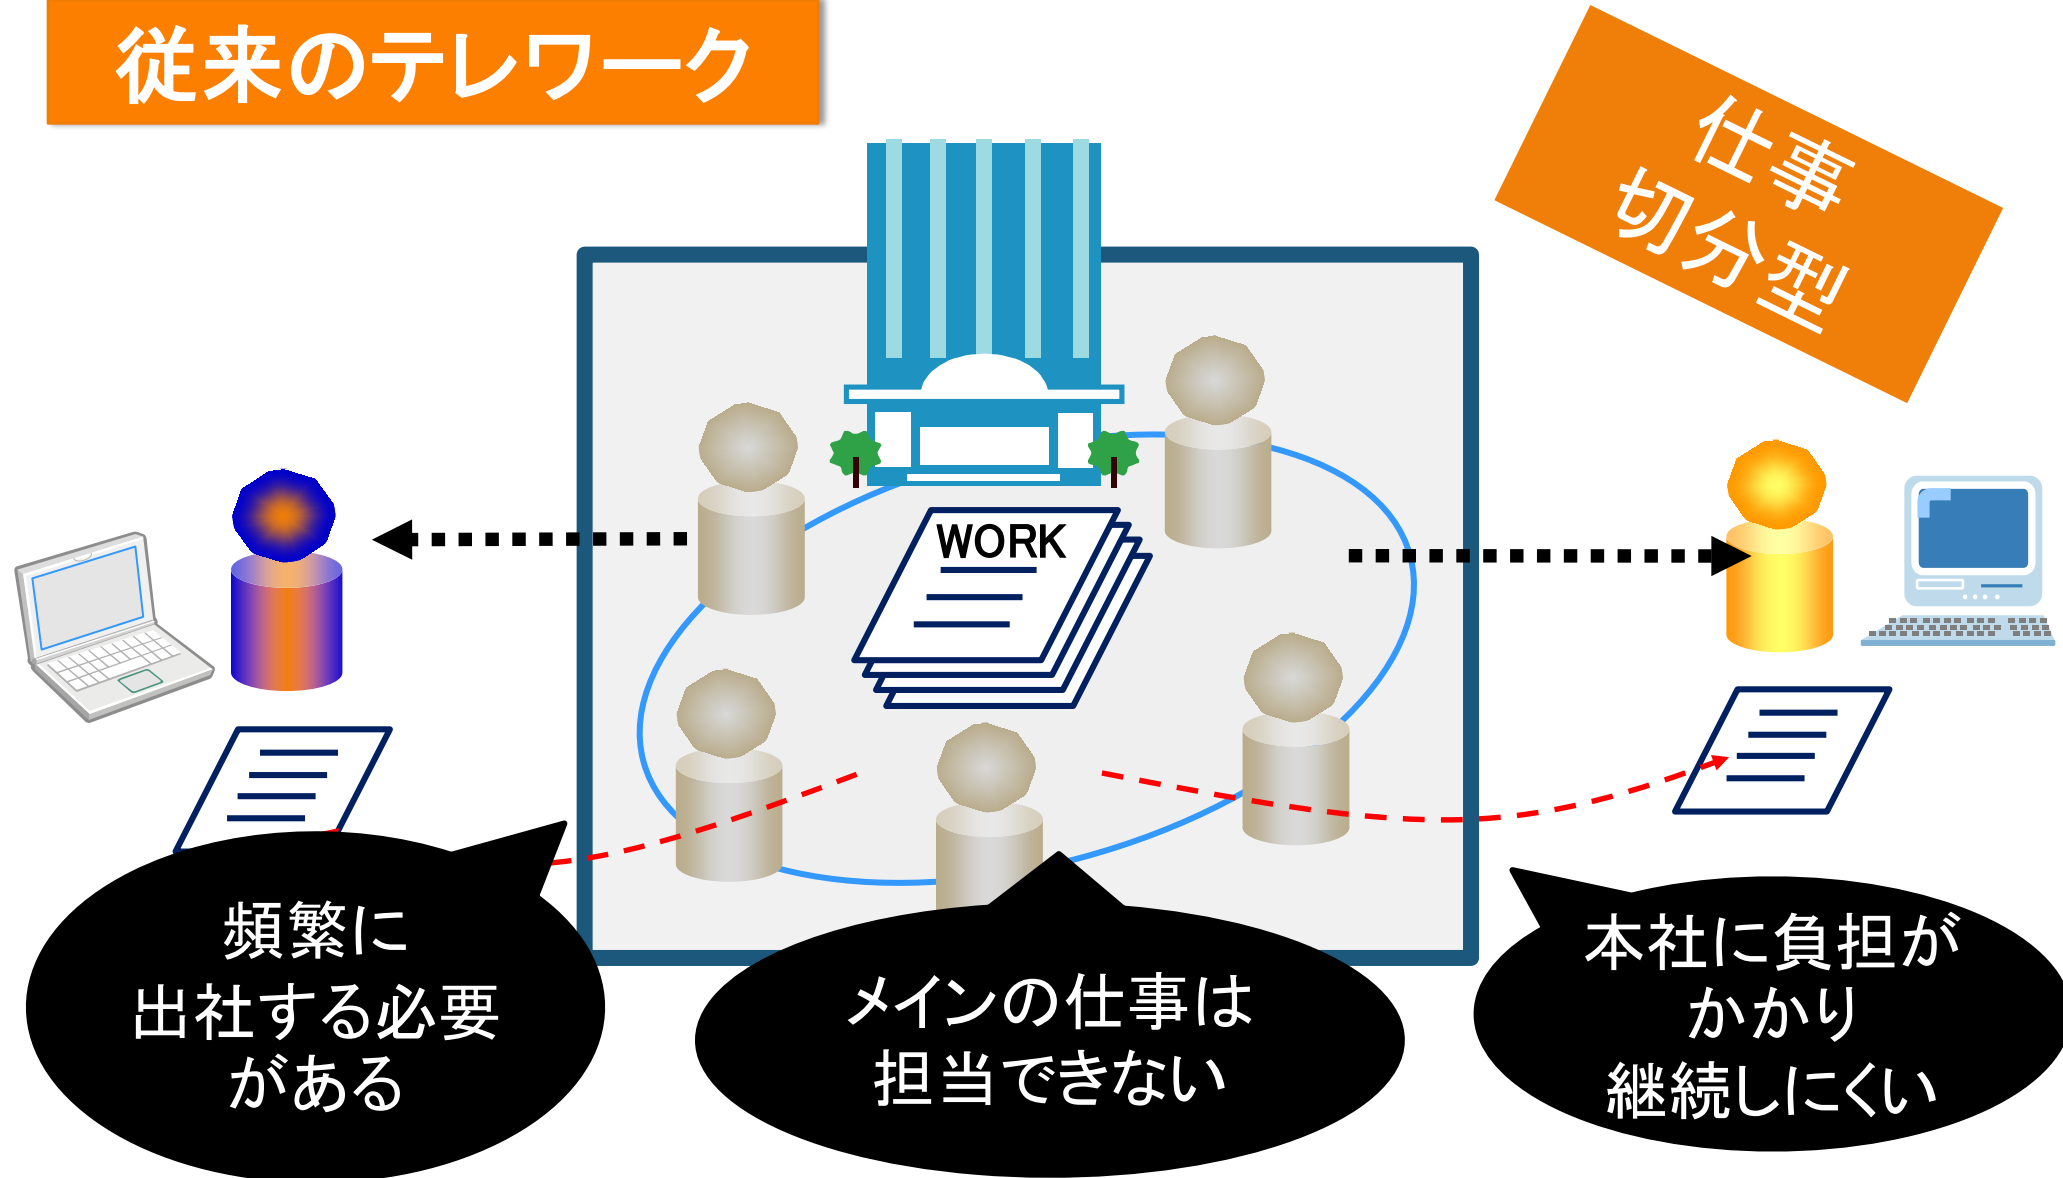 従来のテレワーク
仕事
切分型
WORK
頻繁に
出社する必要
がある
メインの仕事は
担当できない
本社に負担が
かかり
継続しにくい